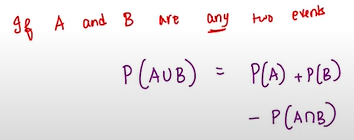 If A and B are any two events
P(A∪B) = P(A) + P(B)
- P(A∩B)